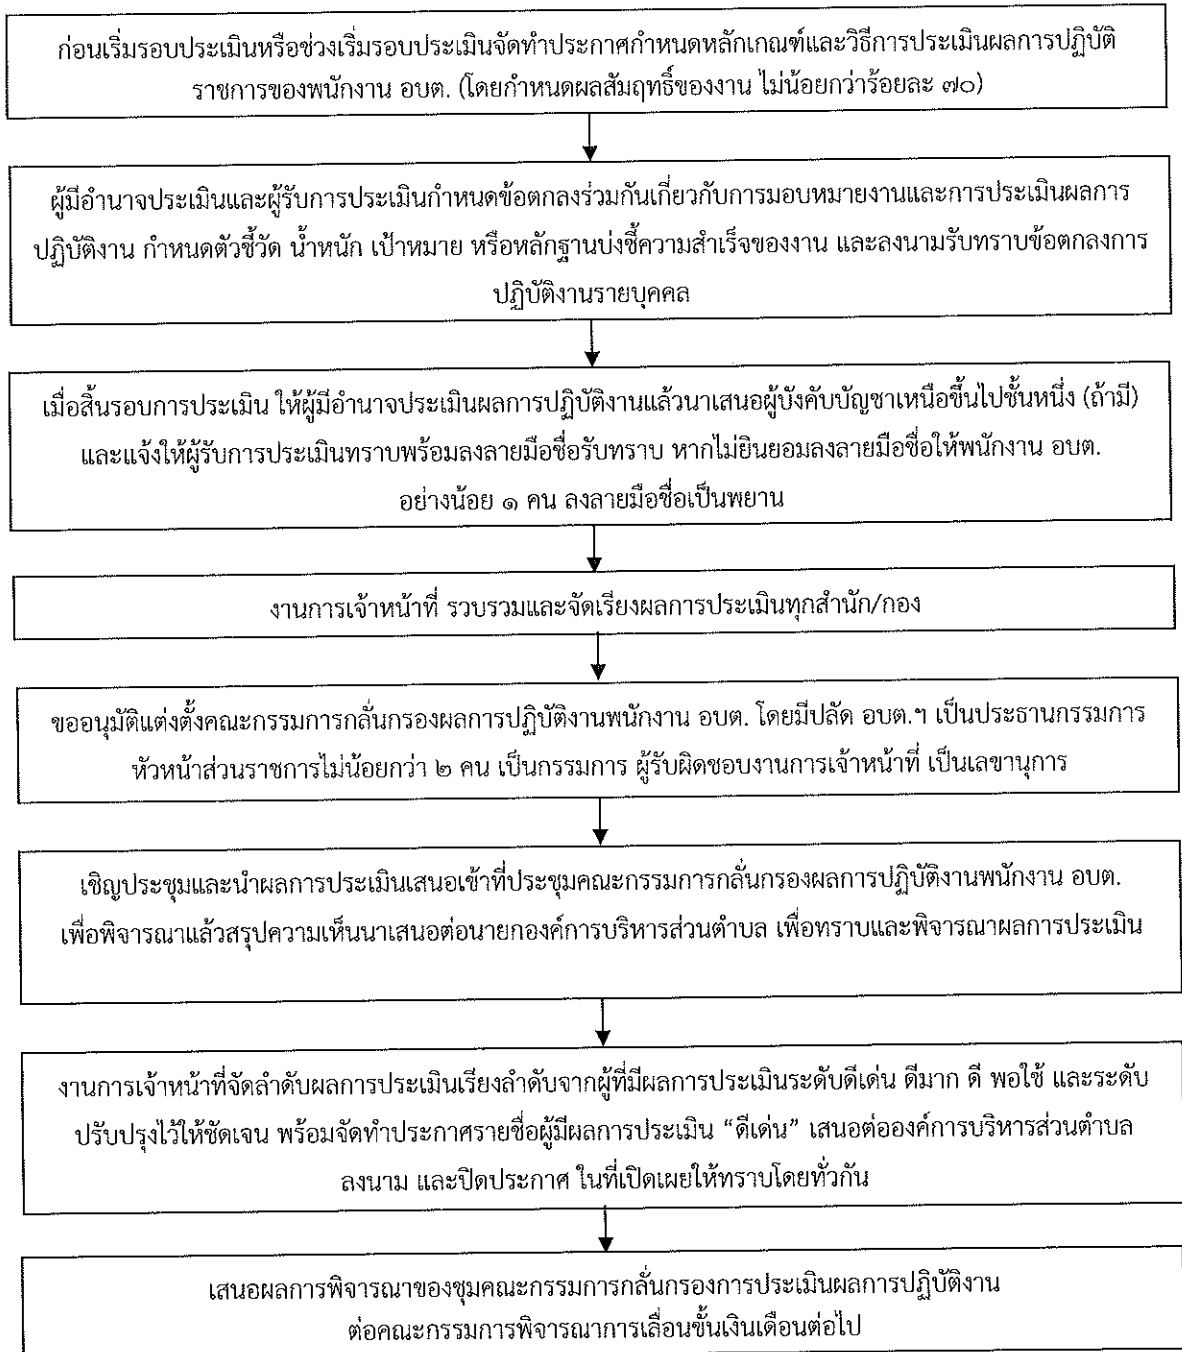 ก่อนเริ่มรอบประเมินหรือช่วงเริ่มรอบประเมินจัดทำประกาศกำหนดหลักเกณฑ์และวิธีการประเมินผลการปฏิบัติ
ราชการของพนักงาน อบต. (โดยกำหนดผลสัมฤทธิ์ของงาน ไม่น้อยกว่าร้อยละ ๗๐)
ผู้มีอำนาจประเมินและผู้รับการประเมินกำหนดข้อตกลงร่วมกันเกี่ยวกับการมอบหมายงานและการประเมินผลการ
ปฏิบัติงาน กำหนดตัวชี้วัด น้ำหนัก เป้าหมาย หรือหลักฐานบ่งชี้ความสำเร็จของงาน และลงนามรับทราบข้อตกลงการ
ปฏิบัติงานรายบุคคล
เมื่อสิ้นรอบการประเมิน ให้ผู้มีอำนาจประเมินผลการปฏิบัติงานแล้วนาเสนอผู้บังคับบัญชาเหนือขึ้นไปชั้นหนึ่ง (ถ้ามี)
และแจ้งให้ผู้รับการประเมินทราบพร้อมลงลายมือชื่อรับทราบ หากไม่ยินยอมลงลายมือชื่อให้พนักงาน อบต.
อย่างน้อย ๑ คน ลงลายมือชื่อเป็นพยาน
งานการเจ้าหน้าที่ รวบรวมและจัดเรียงผลการประเมินทุกสำนัก/กอง
ขออนุมัติแต่งตั้งคณะกรรมการกลั่นกรองผลการปฏิบัติงานพนักงาน อบต. โดยมีปลัด อบต.ฯ เป็นประธานกรรมการ
หัวหน้าส่วนราชการไม่น้อยกว่า ๒ คน เป็นกรรมการ ผู้รับผิดชอบงานการเจ้าหน้าที่ เป็นเลขานุการ
เชิญประชุมและนำผลการประเมินเสนอเข้าที่ประชุมคณะกรรมการกลั่นกรองผลการปฏิบัติงานพนักงาน อบต.
เพื่อพิจารณาแล้วสรุปความเห็นนาเสนอต่อนายกองค์การบริหารส่วนตำบล เพื่อทราบและพิจารณาผลการประเมิน
งานการเจ้าหน้าที่จัดลำดับผลการประเมินเรียงลำดับจากผู้ที่มีผลการประเมินระดับดีเด่น ดีมาก ดี พอใช้ และระดับ
ปรับปรุงไว้ให้ชัดเจน พร้อมจัดทำประกาศรายชื่อผู้มีผลการประเมิน “ดีเด่น” เสนอต่อองค์การบริหารส่วนตำบล
ลงนาม และปิดประกาศ ในที่เปิดเผยให้ทราบโดยทั่วกัน
เสนอผลการพิจารณาของชุมคณะกรรมการกลั่นกรองการประเมินผลการปฏิบัติงาน
ต่อคณะกรรมการพิจารณาการเลื่อนขั้นเงินเดือนต่อไป